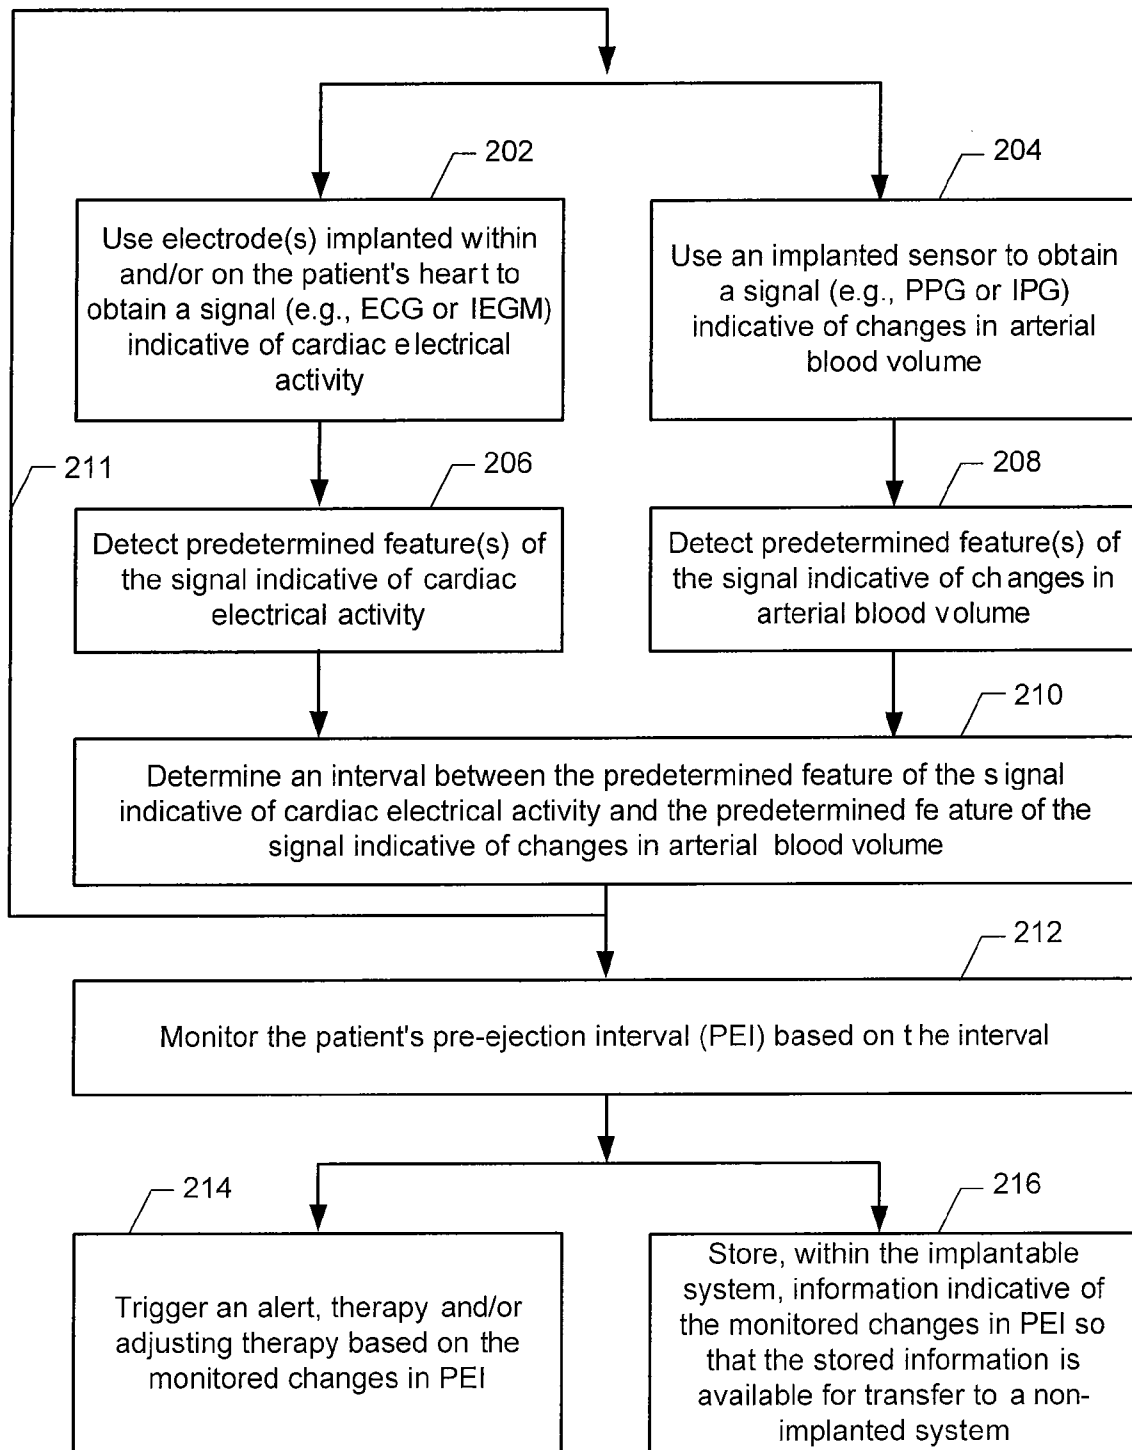 202
204
Use electrode(s) implanted within
and/or on the patient's heart to
obtain a signal (e.g., ECG or IEGM)
indicative of cardiac electrical
activity
Use an implanted sensor to obtain
a signal (e.g., PPG or IPG)
indicative of changes in arterial
blood volume
211
206
208
Detect predetermined feature(s) of
the signal indicative of cardiac
electrical activity
Detect predetermined feature(s) of
the signal indicative of changes in
arterial blood volume
210
Determine an interval between the predetermined feature of the signal
indicative of cardiac electrical activity and the predetermined feature of the
signal indicative of changes in arterial blood volume
212
Monitor the patient's pre-ejection interval (PEI) based on the interval
214
216
Trigger an alert, therapy and/or
adjusting therapy based on the
monitored changes in PEI
Store, within the implantable
system, information indicative of
the monitored changes in PEI so
that the stored information is
available for transfer to a non-
implanted system